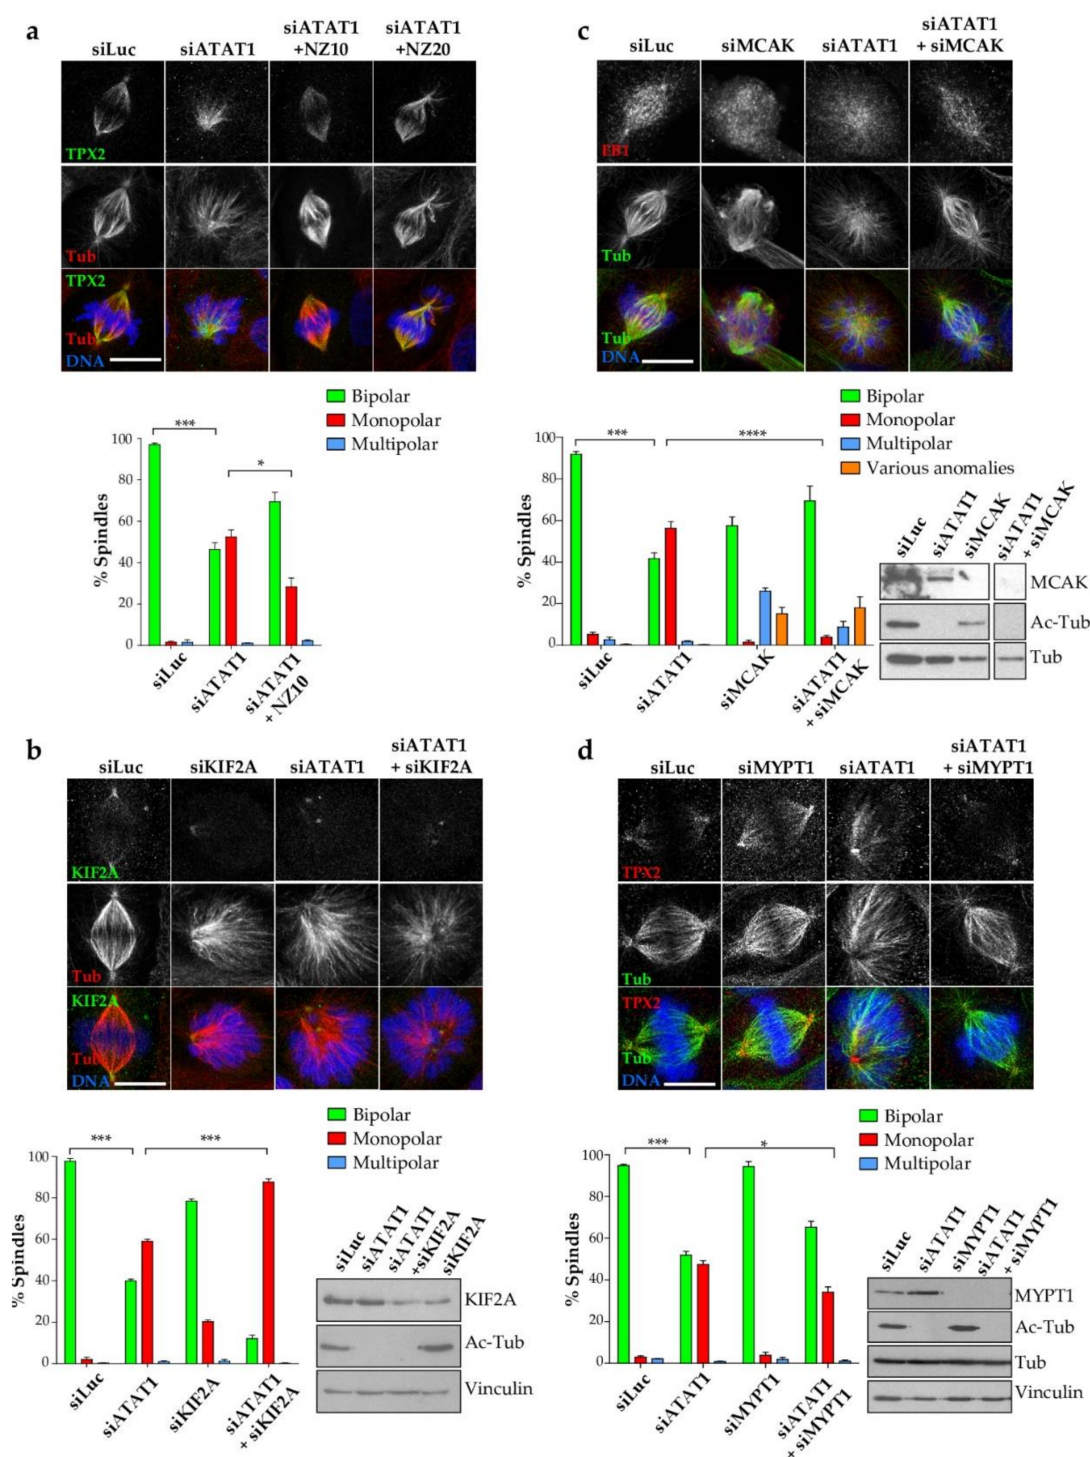 a
siLuc
siATAT1
siATAT1
+NZ10
siATAT1
+NZ20
TPX2
Tub
TPX2
Tub
DNA
Bipolar
Monopolar
Multipolar
***
*
% Spindles
100
80
60
40
20
0
siLuc
siATAT1
siATAT1
+ NZ10
c
siLuc
siMCAK
siATAT1
siATAT1
+ siMCAK
EB1
Tub
Tub
DNA
Bipolar
Monopolar
Multipolar
Various anomalies
***
****
% Spindles
100
80
60
40
20
0
siLuc
siATAT1
siMCAK
siATAT1
+ siMCAK
siLuc
siATAT1
siMCAK
siATAT1
+ siMCAK
MCAK
Ac-Tub
Tub
b
siLuc
siKIF2A
siATAT1
siATAT1
+ siKIF2A
KIF2A
Tub
KIF2A
Tub
DNA
Bipolar
Monopolar
Multipolar
***
***
% Spindles
100
80
60
40
20
0
siLuc
siATAT1
siKIF2A
siATAT1
+ siKIF2A
siLuc
siATAT1
siATAT1
+siKIF2A
siKIF2A
KIF2A
Ac-Tub
Vinculin
d
siLuc
siMYPT1
siATAT1
siATAT1
+ siMYPT1
TPX2
Tub
TPX2
Tub
DNA
Bipolar
Monopolar
Multipolar
***
*
% Spindles
100
80
60
40
20
0
siLuc
siATAT1
siMYPT1
siATAT1
+ siMYPT1
siLuc
siATAT1
siMYPT1
siATAT1
+ siMYPT1
MYPT1
Ac-Tub
Tub
Vinculin